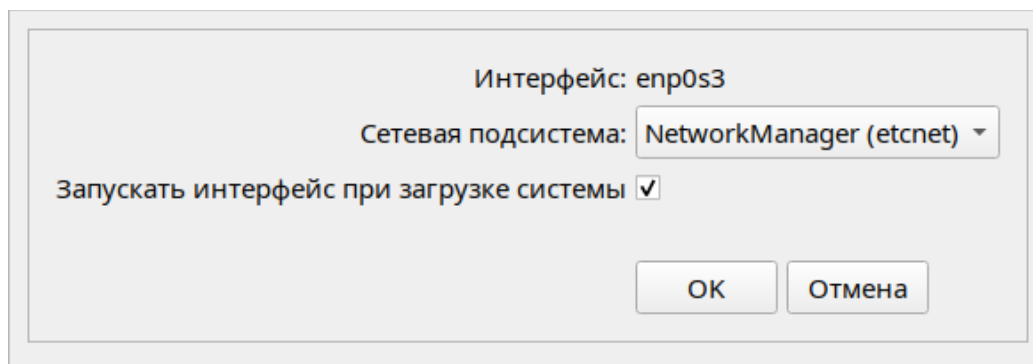 Интерфейс: enp0s3
Сетевая подсистема: NetworkManager (etcnet)
Запускать интерфейс при загрузке системы
OK Отмена